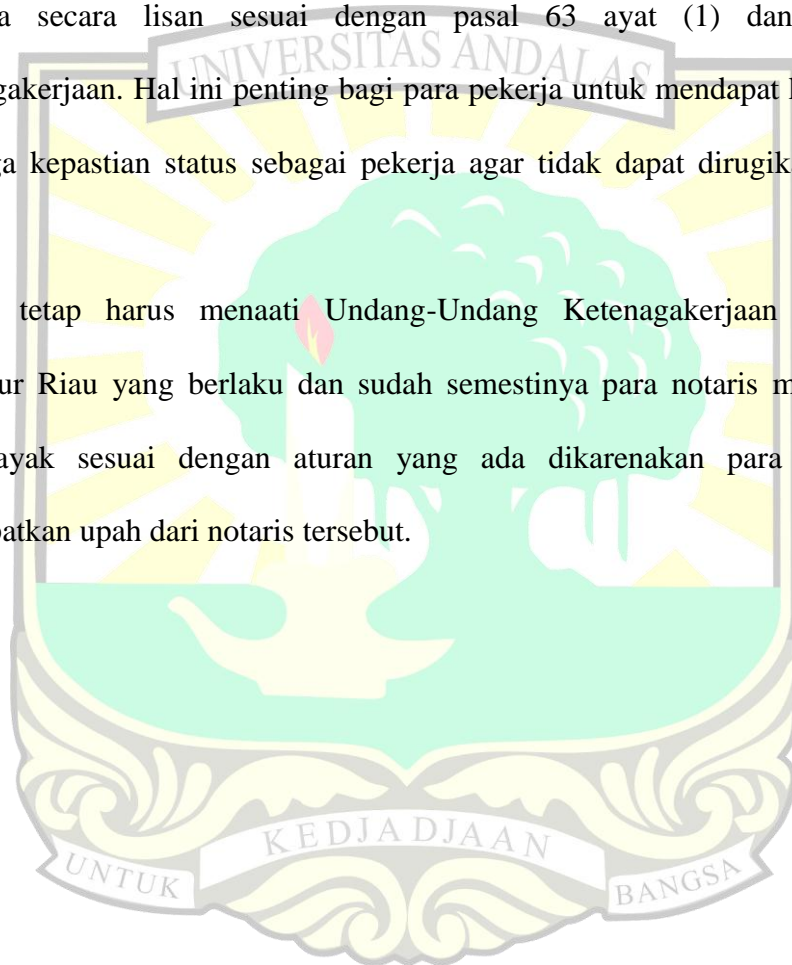 a secara lisan sesuai dengan pasal 63 ayat (1) dan
UNIVERSITAS ANDALAS
gakerjaan. Hal ini penting bagi para pekerja untuk mendapat
ga kepastian status sebagai pekerja agar tidak dapat dirugik
tetap harus menaati Undang-Undang Ketenagakerjaan
ur Riau yang berlaku dan sudah semestinya para notaris m
ayak sesuai dengan aturan yang ada dikarenakan para
patkan upah dari notaris tersebut.
UNTUK KEDJADJAAN BANGSA